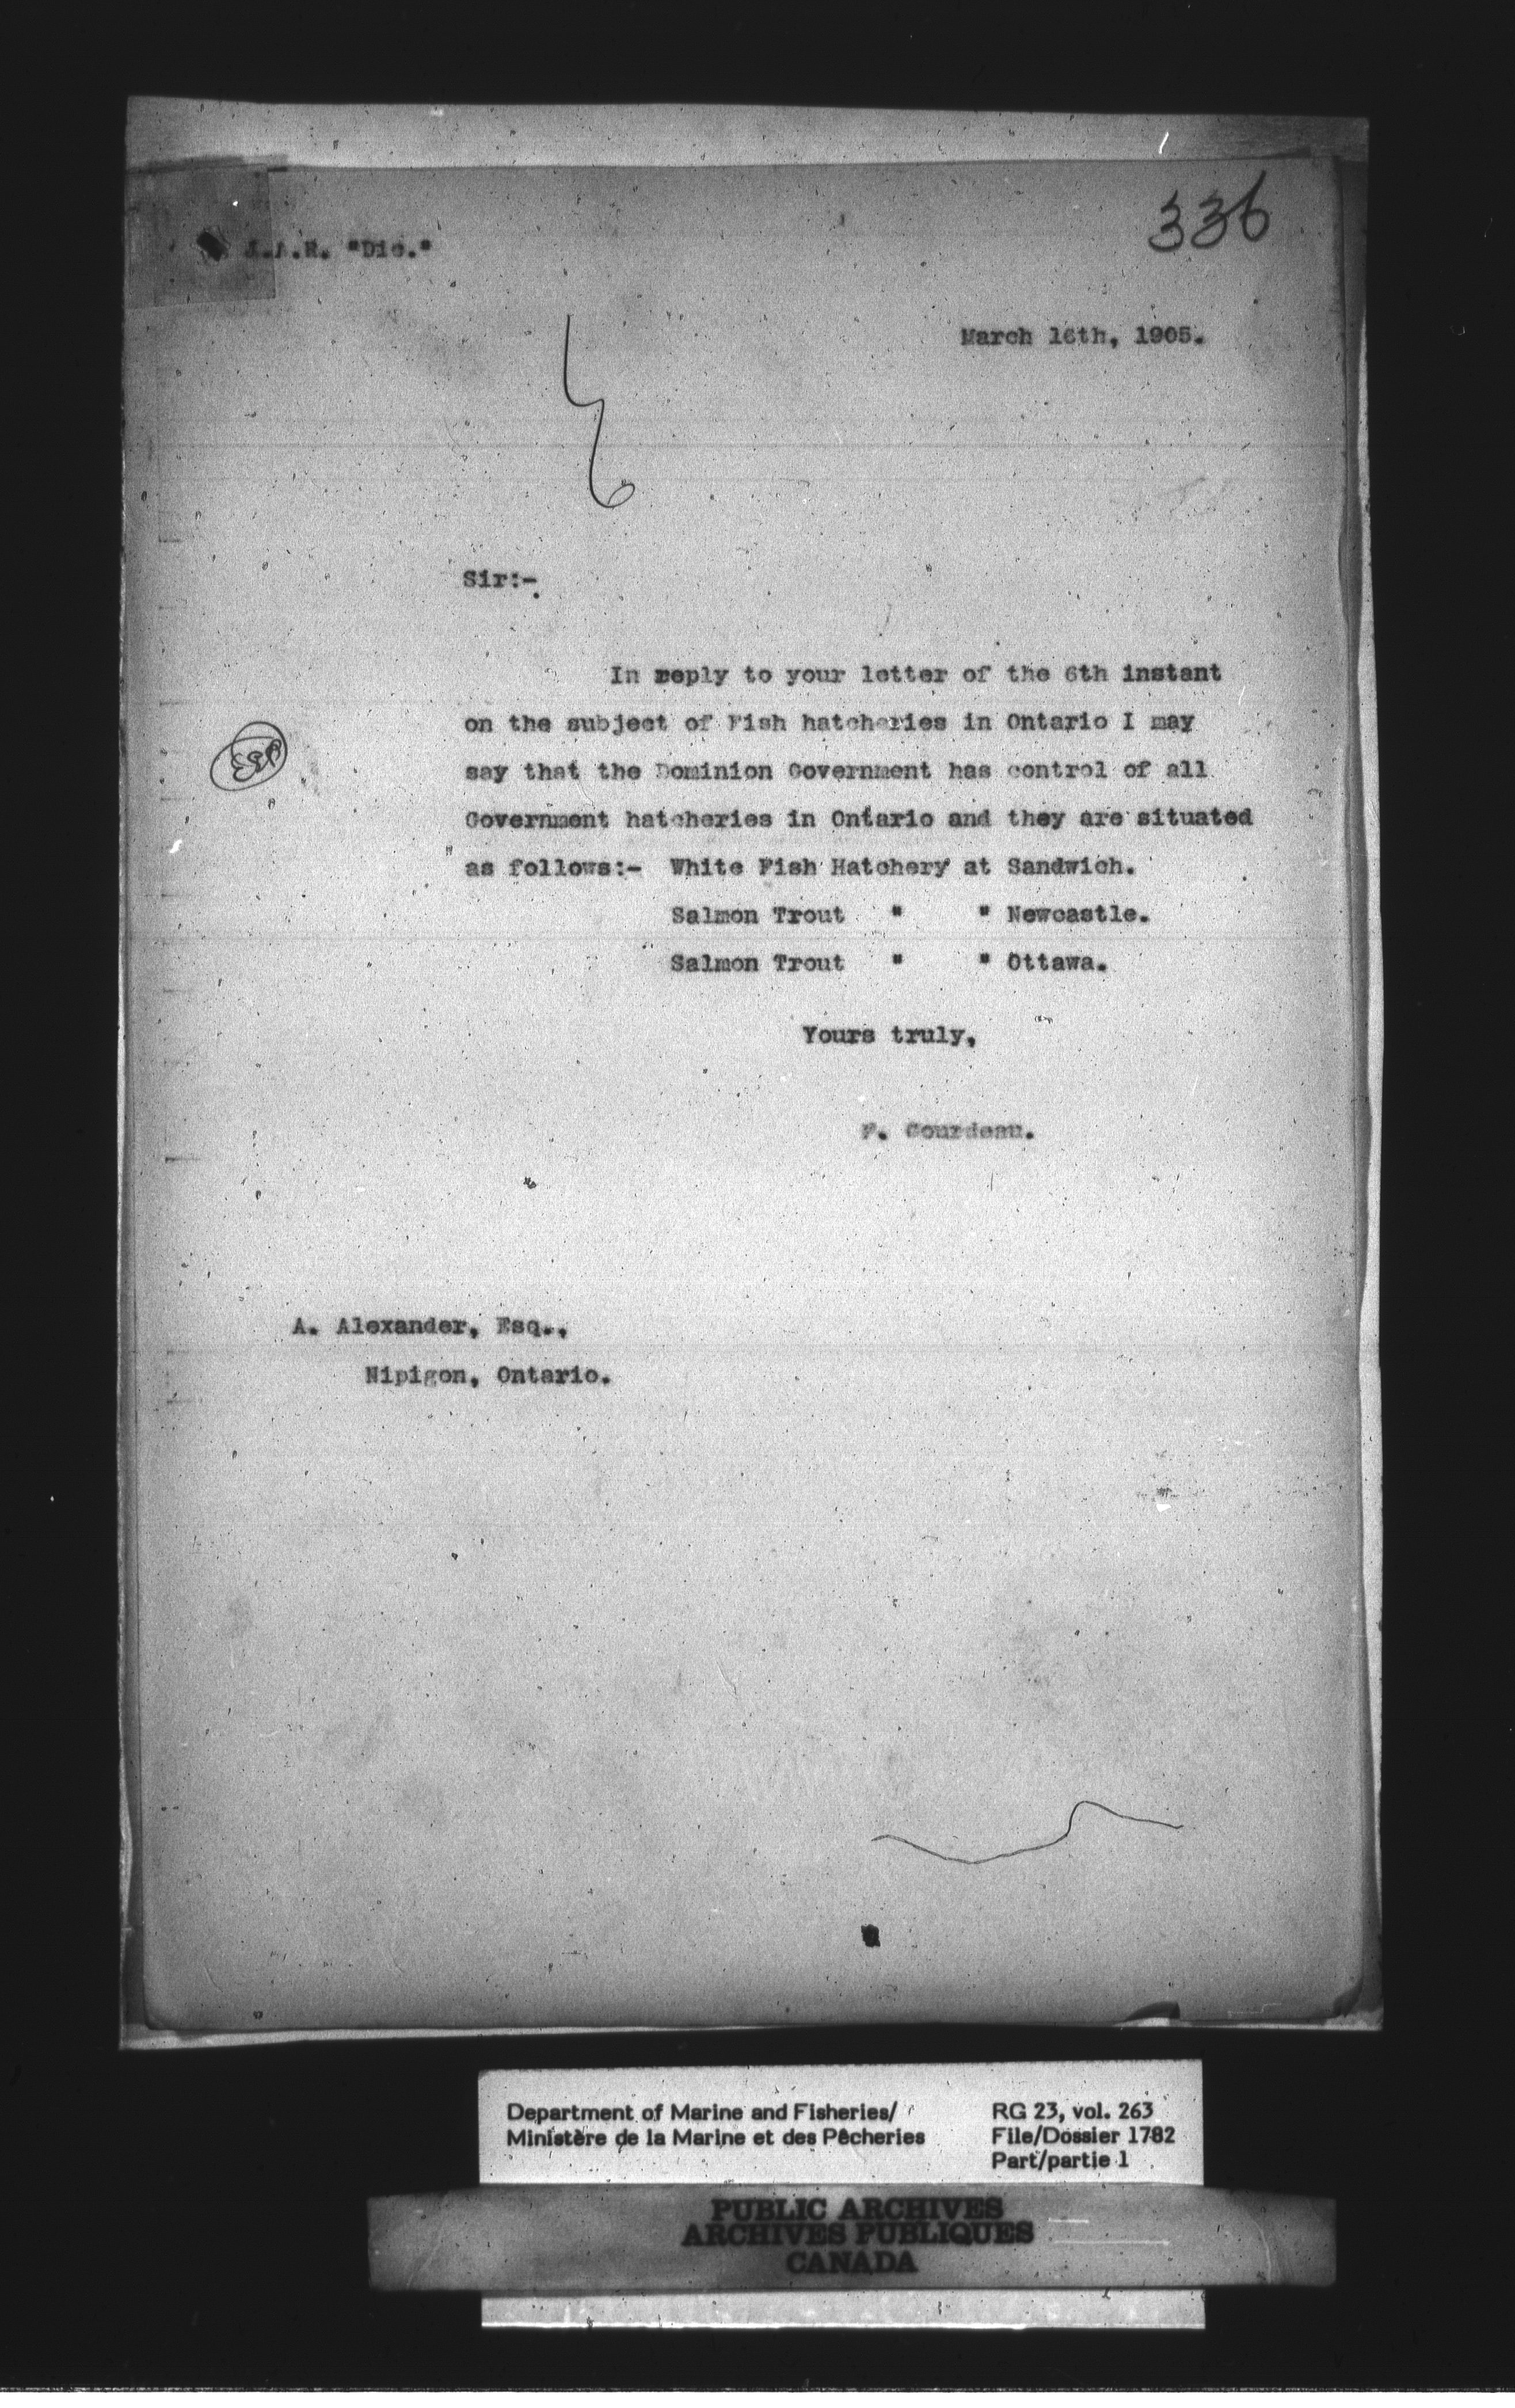 336
"Dic."
March 16th, 1905.
Sir:-
In reply to your letter of the 6th instant
on the subject of Fish hatcheries in Ontario I may
say that the Dominion Government has control of all
Government hatcheries in Ontario and they are situated
as follows:- White Fish Hatchery at Sandwich.
Salmon Trout " " Newcastle.
Salmon Trout " " Ottawa.
Yours truly,
F. Gourdeau.
A. Alexander, Esq.,
Nipigon, Ontario.
Department of Marine and Fisheries/ RG 23, vol. 263
Ministère de la Marine et des Pêcheries File/Dossier 1782
Part/partie 1
PUBLIC ARCHIVES
ARCHIVES PUBLIQUES
CANADA